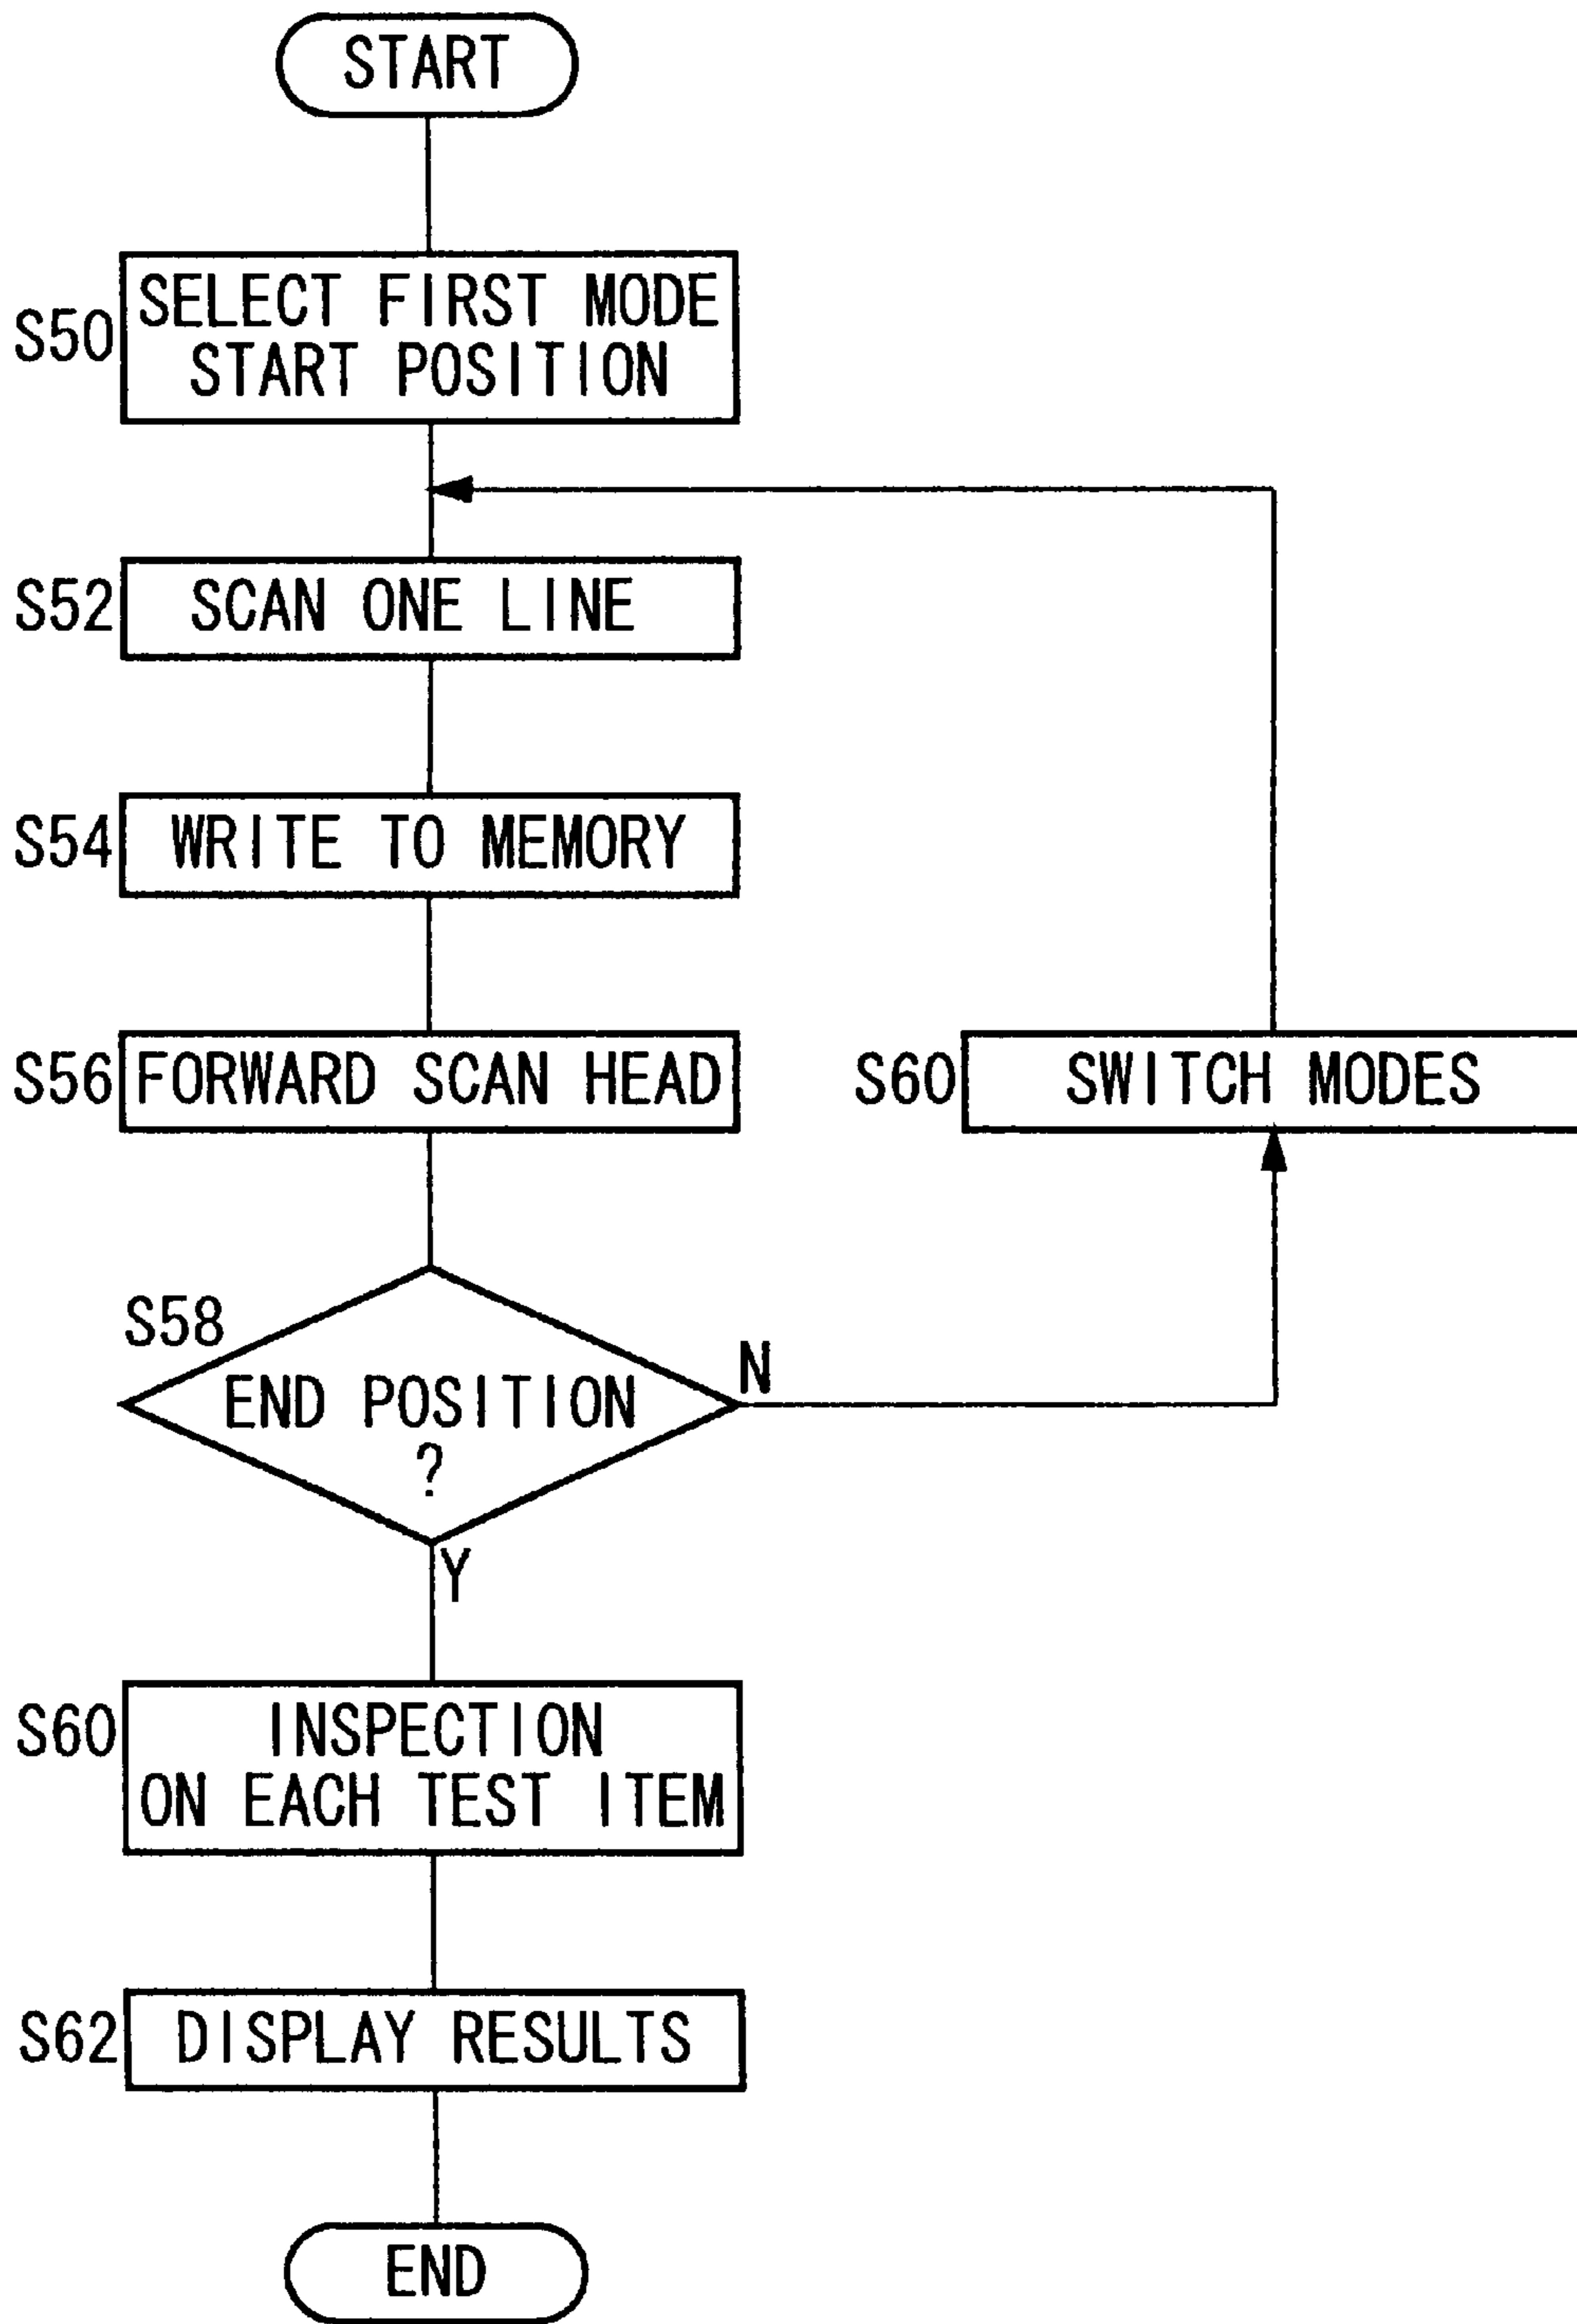 START
S50
SELECT FIRST MODE
START POSITION
S52
SCAN ONE LINE
S54
WRITE TO MEMORY
S56
FORWARD SCAN HEAD
S60
SWITCH MODES
S58
END POSITION
?
N
Y
S60
INSPECTION
ON EACH TEST ITEM
S62
DISPLAY RESULTS
END